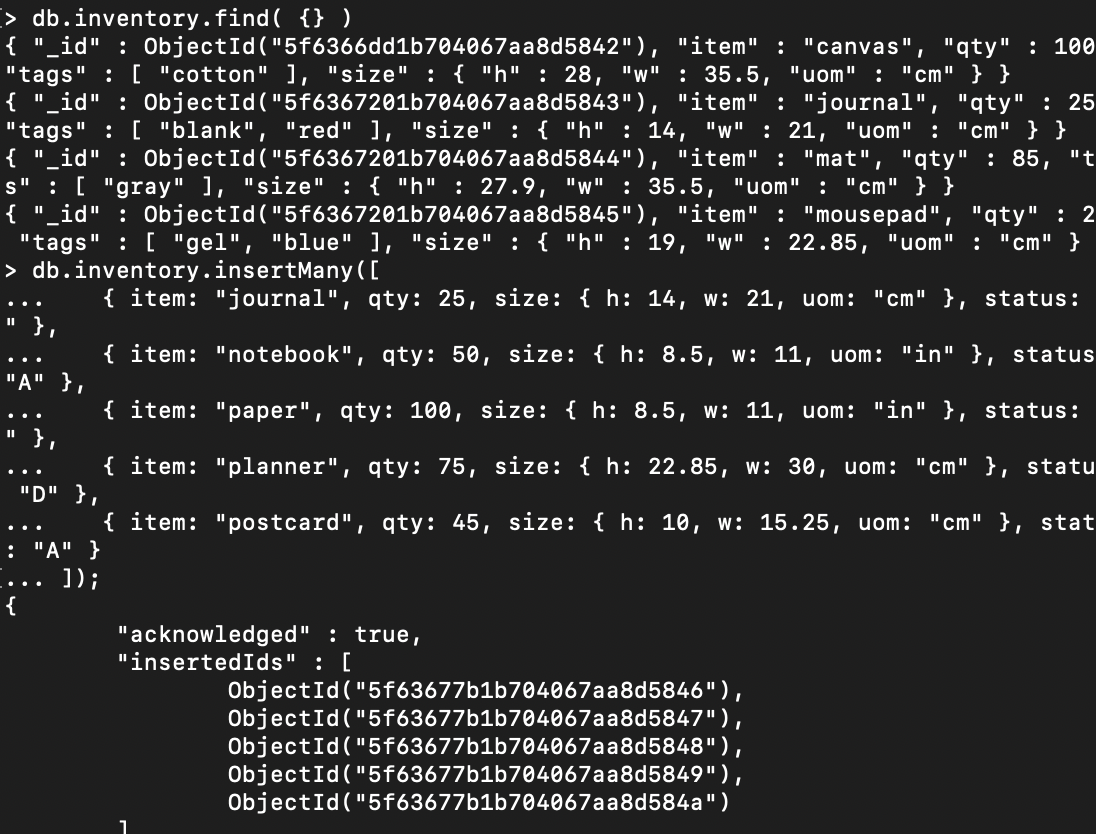 > db.inventory.find( {} )
{ "_id" : ObjectId("5f6366dd1b704067aa8d5842"), "item" : "canvas", "qty" : 100
"tags" : [ "cotton" ], "size" : { "h" : 28, "w" : 35.5, "uom" : "cm" } }
{ "_id" : ObjectId("5f6367201b704067aa8d5843"), "item" : "journal", "qty" : 25
"tags" : [ "blank", "red" ], "size" : { "h" : 14, "w" : 21, "uom" : "cm" } }
{ "_id" : ObjectId("5f6367201b704067aa8d5844"), "item" : "mat", "qty" : 85, "t
s" : [ "gray" ], "size" : { "h" : 27.9, "w" : 35.5, "uom" : "cm" } }
{ "_id" : ObjectId("5f6367201b704067aa8d5845"), "item" : "mousepad", "qty" : 2
 "tags" : [ "gel", "blue" ], "size" : { "h" : 19, "w" : 22.85, "uom" : "cm" }
> db.inventory.insertMany([
...    { item: "journal", qty: 25, size: { h: 14, w: 21, uom: "cm" }, status:
" },
...    { item: "notebook", qty: 50, size: { h: 8.5, w: 11, uom: "in" }, status
"A" },
...    { item: "paper", qty: 100, size: { h: 8.5, w: 11, uom: "in" }, status:
" },
...    { item: "planner", qty: 75, size: { h: 22.85, w: 30, uom: "cm" }, statu
 "D" },
...    { item: "postcard", qty: 45, size: { h: 10, w: 15.25, uom: "cm" }, stat
: "A" }
[... ]);
{
        "acknowledged" : true,
        "insertedIds" : [
                ObjectId("5f63677b1b704067aa8d5846"),
                ObjectId("5f63677b1b704067aa8d5847"),
                ObjectId("5f63677b1b704067aa8d5848"),
                ObjectId("5f63677b1b704067aa8d5849"),
                ObjectId("5f63677b1b704067aa8d584a")
        ]